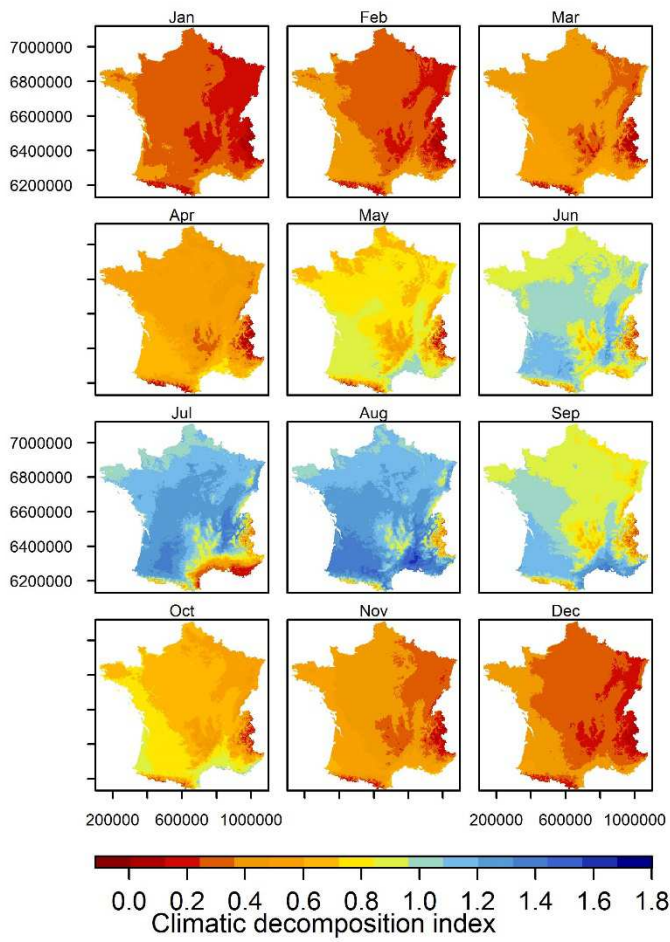 Jan Feb Mar
7000000
6800000
6600000
6400000
6200000
Apr May Jun
Jul Aug Sep
7000000
6800000
6600000
6400000
6200000
Oct Nov Dec
200000 600000 1000000 200000 600000 1000000
0.0 0.2 0.4 0.6 0.8 1.0 1.2 1.4 1.6 1.8
Climatic decomposition index